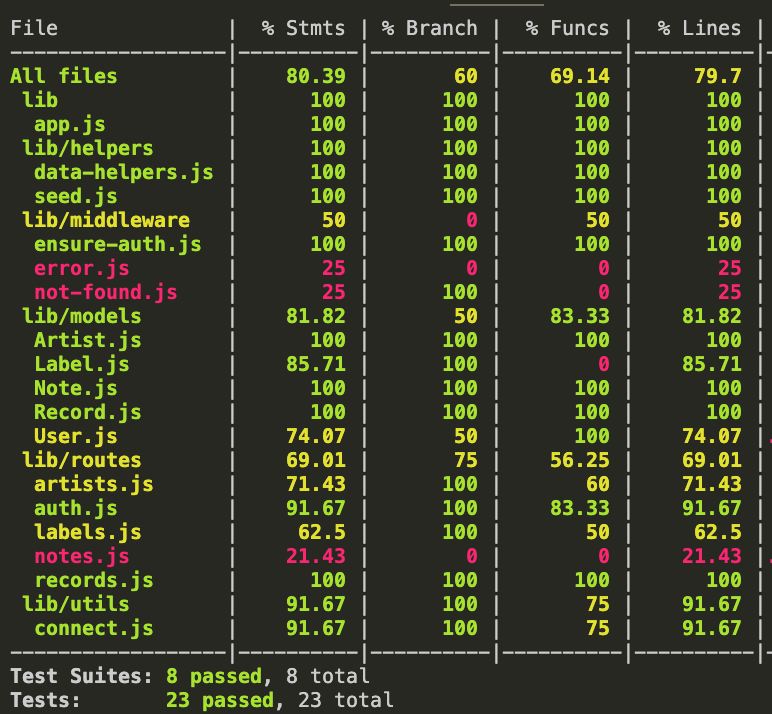 File | % Stmts | % Branch | % Funcs | % Lines |
------------------|----------|----------|----------|----------|
All files | 80.39 | 60 | 69.14 | 79.7 |
lib | 100 | 100 | 100 | 100 |
app.js | 100 | 100 | 100 | 100 |
lib/helpers | 100 | 100 | 100 | 100 |
data-helpers.js | 100 | 100 | 100 | 100 |
seed.js | 100 | 100 | 100 | 100 |
lib/middleware | 50 | 0 | 50 | 50 |
ensure-auth.js | 100 | 100 | 100 | 100 |
error.js | 25 | 0 | 0 | 25 |
not-found.js | 25 | 100 | 0 | 25 |
lib/models | 81.82 | 50 | 83.33 | 81.82 |
Artist.js | 100 | 100 | 100 | 100 |
Label.js | 85.71 | 100 | 0 | 85.71 |
Note.js | 100 | 100 | 100 | 100 |
Record.js | 100 | 100 | 100 | 100 |
User.js | 74.07 | 50 | 100 | 74.07 |
lib/routes | 69.01 | 75 | 56.25 | 69.01 |
artists.js | 71.43 | 100 | 60 | 71.43 |
auth.js | 91.67 | 100 | 83.33 | 91.67 |
labels.js | 62.5 | 100 | 50 | 62.5 |
notes.js | 21.43 | 0 | 0 | 21.43 |
records.js | 100 | 100 | 100 | 100 |
lib/utils | 91.67 | 100 | 75 | 91.67 |
connect.js | 91.67 | 100 | 75 | 91.67 |
------------------|----------|----------|----------|----------|
Test Suites: 8 passed, 8 total
Tests: 23 passed, 23 total